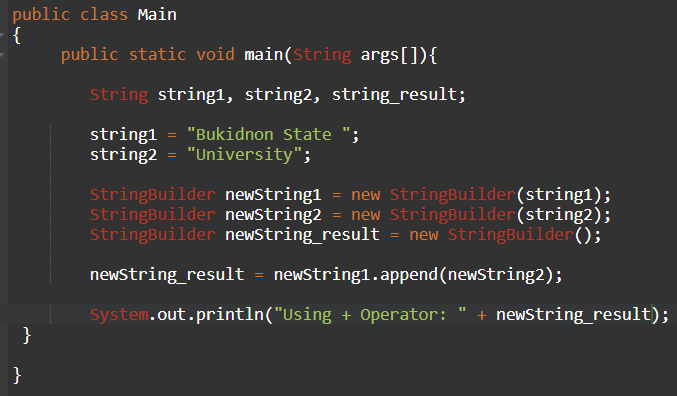 public class Main
{
public static void main(String args[]){
String string1, string2, string_result;
string1 = "Bukidnon State ";
string2 = "University";
StringBuilder newString1 = new StringBuilder(string1);
StringBuilder newString2 = new StringBuilder(string2);
StringBuilder newString_result = new StringBuilder();
newString_result = newString1.append(newString2);
System.out.println("Using + Operator: " + newString_result);
}
}